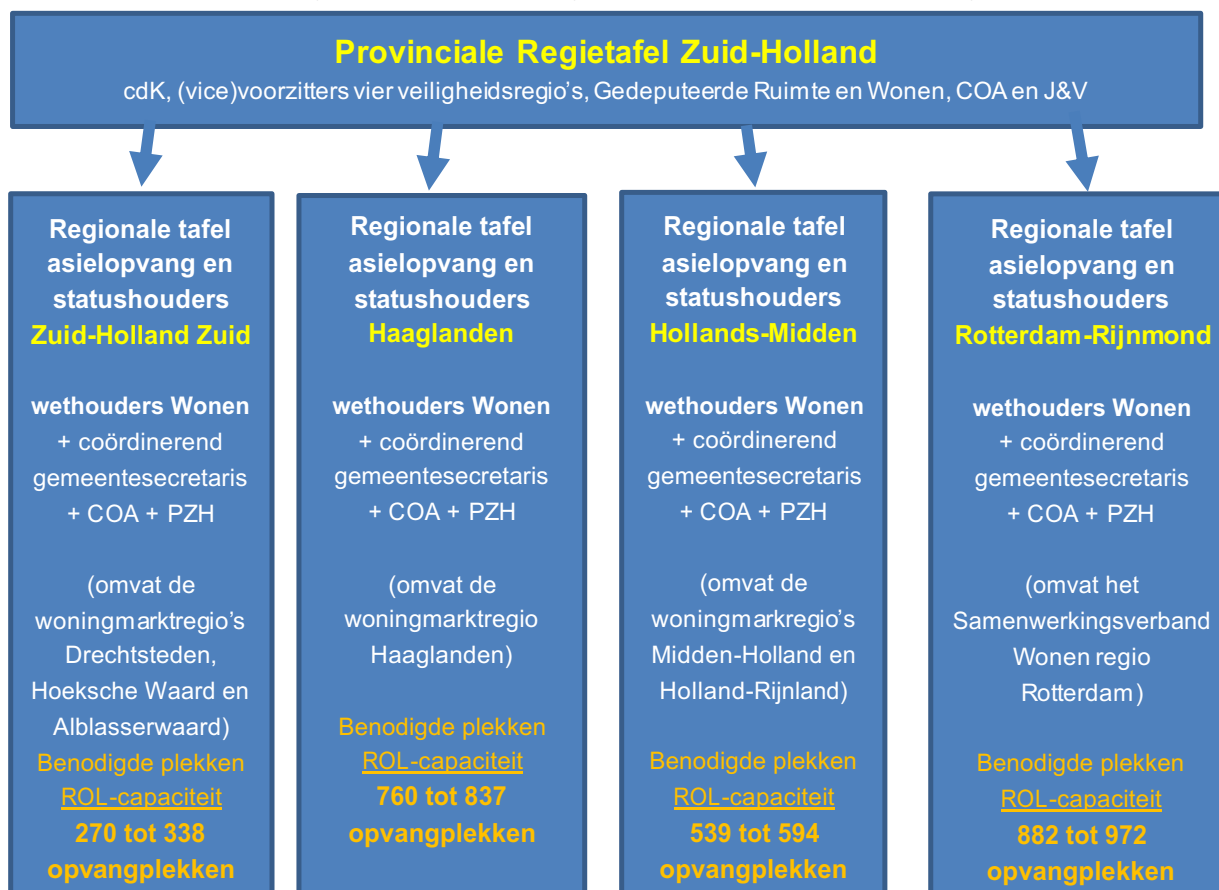 Provinciale Regietafel Zuid-Holland
cdK, (vice)voorzitters vier veiligheidsregio's, Gedeputeerde Ruimte en Wonen, COA en J&V
Regionale tafel
asielopvang en
statushouders
Zuid-Holland Zuid
wethouders Wonen
+ coördinerend
gemeentesecretaris
+ COA + PZH
(omvat de
woningmarktregio's
Drechtsteden,
Hoeksche Waard en
Alblasserwaard)
Benodigde plekken
ROL-capaciteit
270 tot 338
opvangplekken
Regionale tafel
asielopvang en
statushouders
Haaglanden
wethouders Wonen
+ coördinerend
gemeentesecretaris
+ COA + PZH
(omvat de
woningmarktregio
Haaglanden)
Benodigde plekken
ROL-capaciteit
760 tot 837
opvangplekken
Regionale tafel
asielopvang en
statushouders
Hollands-Midden
wethouders Wonen
+ coördinerend
gemeentesecretaris
+ COA + PZH
(omvat de
woningmarkregio's
Midden-Holland en
Holland-Rijnland)
Benodigde plekken
ROL-capaciteit
539 tot 594
opvangplekken
Regionale tafel
asielopvang en
statushouders
Rotterdam-Rijnmond
wethouders Wonen
+ coördinerend
gemeentesecretaris
+ COA + PZH
(omvat het
Samenwerkingsverband
Wonen regio
Rotterdam)
Benodigde plekken
ROL-capaciteit
882 tot 972
opvangplekken